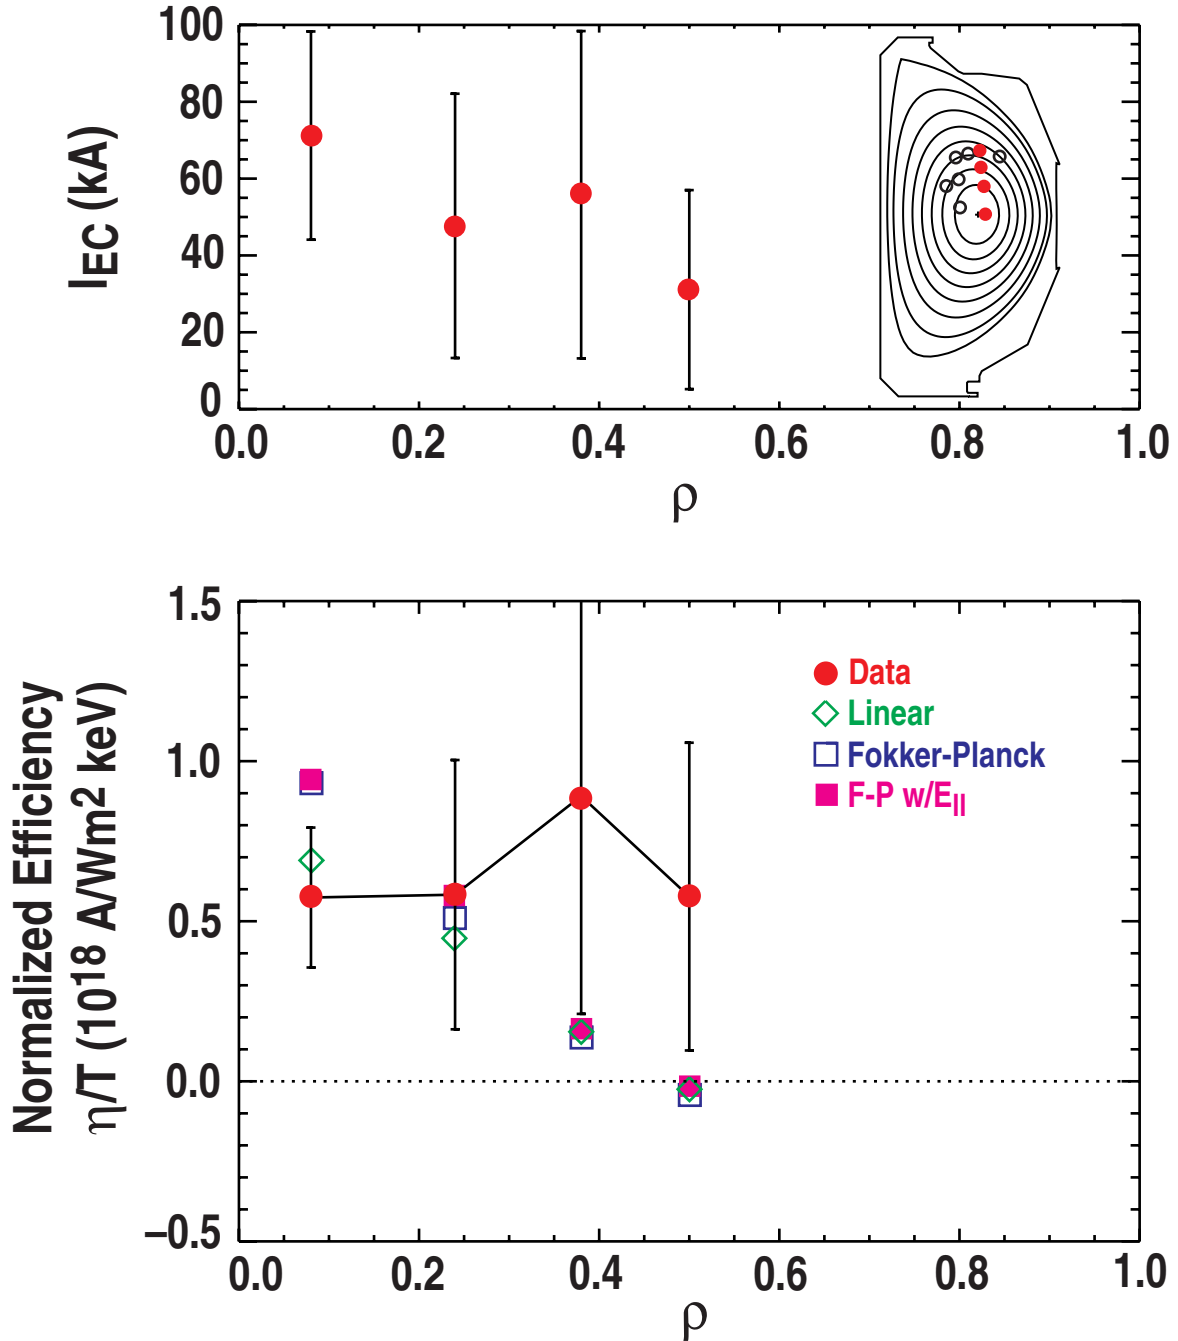 100
80
60
40
20
0
I_EC (kA)
0.0 0.2 0.4 0.6 0.8 1.0
ρ
1.5
1.0
0.5
0.0
−0.5
Normalized Efficiency
η/T (10^18 A/Wm^2 keV)
Data
Linear
Fokker-Planck
F-P w/E_||
0.0 0.2 0.4 0.6 0.8 1.0
ρ